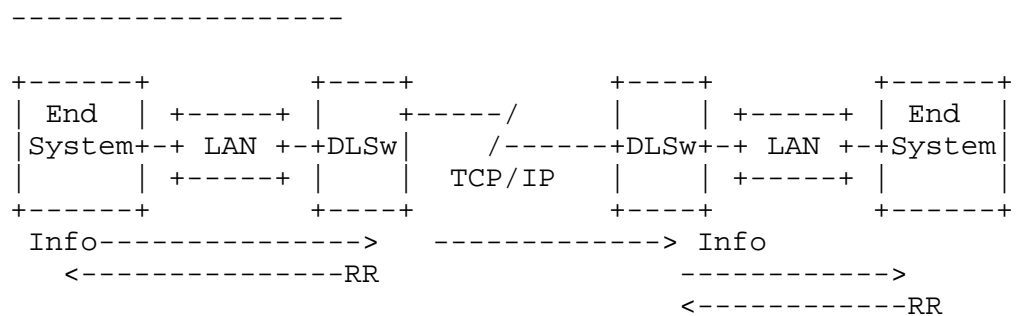 -------------------
+------+            +----+            +----+          +------+
| End  | +-----+ |    +-----/      |    | +-----+ | End  |
|System+-+ LAN +-+DLSw|    /------+DLSw+-+ LAN +-+System|
|      | +-----+ |    |  TCP/IP   |    | +-----+ |      |
+------+            +----+            +----+          +------+
Info---------------> -------------> Info
<---------------RR ------------>
<------------RR